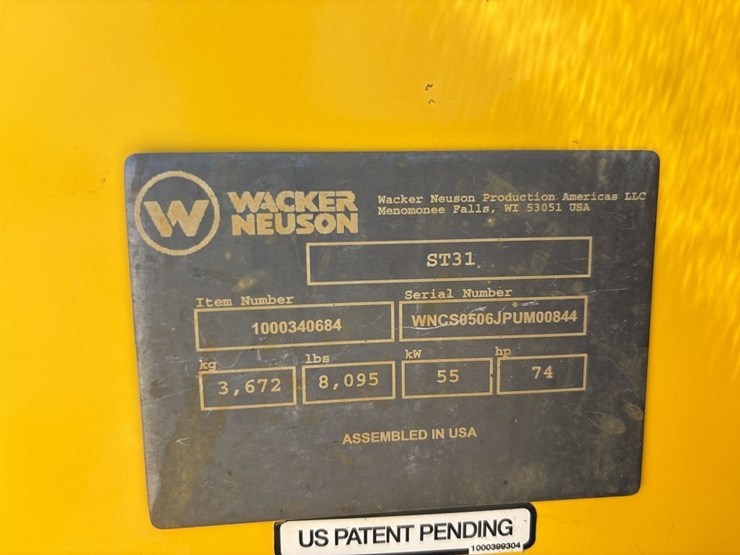 W WACKER
NEUSON
Wacker Neuson Production Americas LLC
Menomonee Falls, WI 53051 USA
ST31
Item Number Serial Number
1000340684 WNCS0506JPUM00844
kg lbs kW hp
3,672 8,095 55 74
ASSEMBLED IN USA
US PATENT PENDING
1000399304